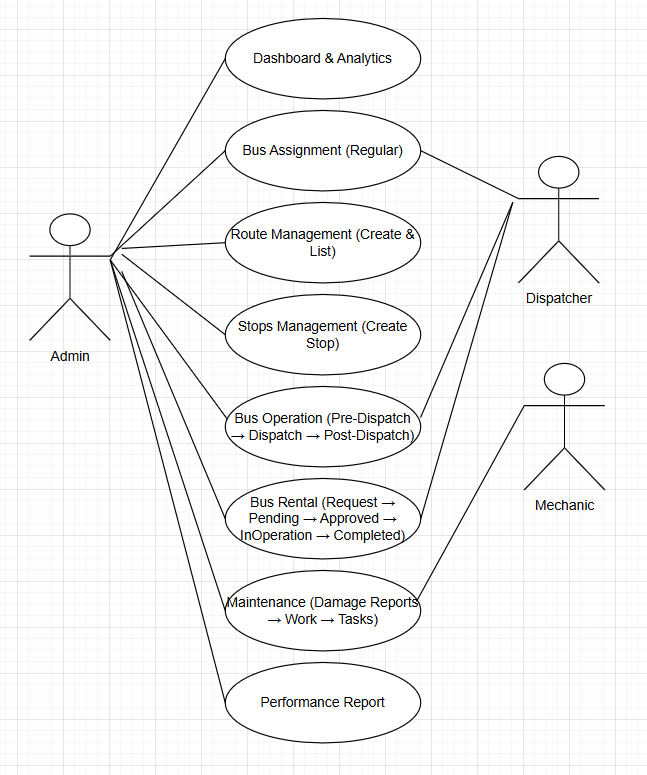 Dashboard & Analytics
Bus Assignment (Regular)
Route Management (Create &
List)
Stops Management (Create
Stop)
Bus Operation (Pre-Dispatch
→ Dispatch → Post-Dispatch)
Bus Rental (Request →
Pending → Approved →
InOperation → Completed)
Maintenance (Damage Reports
→ Work → Tasks)
Performance Report
Admin
Dispatcher
Mechanic